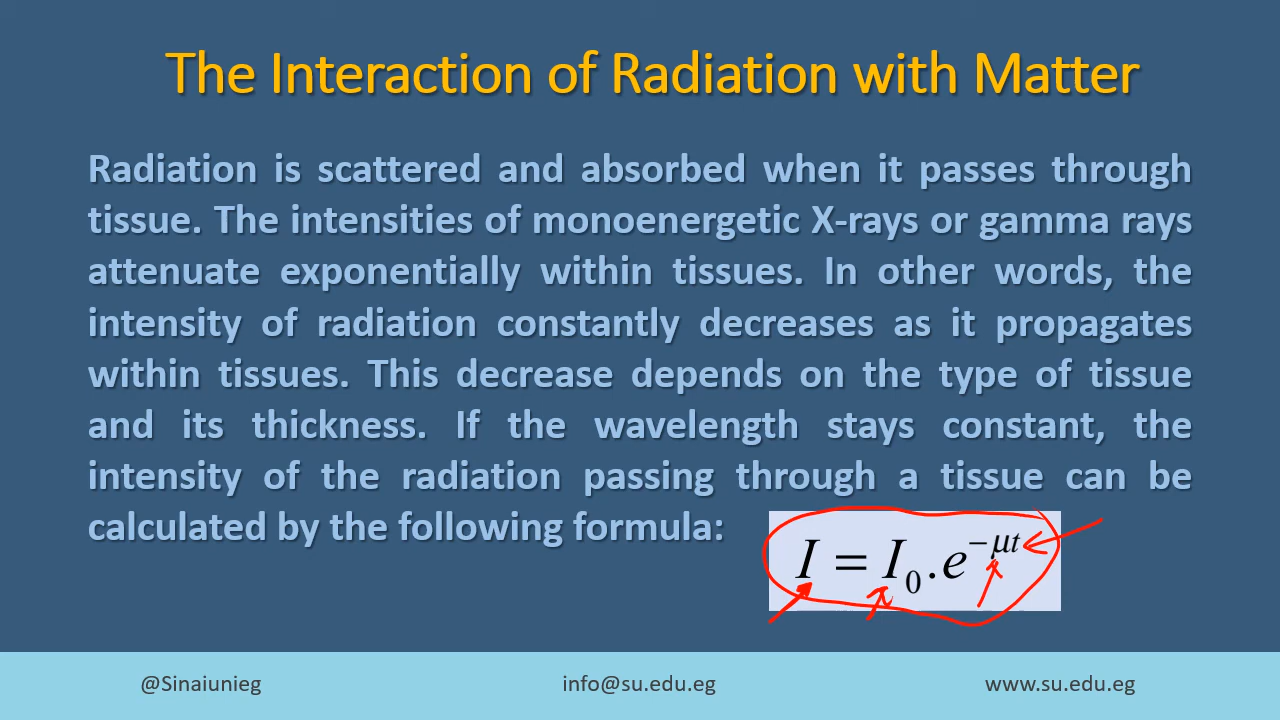 The Interaction of Radiation with Matter
Radiation is scattered and absorbed when it passes through
tissue. The intensities of monoenergetic X-rays or gamma rays
attenuate exponentially within tissues. In other words, the
intensity of radiation constantly decreases as it propagates
within tissues. This decrease depends on the type of tissue
and its thickness. If the wavelength stays constant, the
intensity of the radiation passing through a tissue can be
calculated by the following formula:
I = I₀.e^−μt
@Sinaiunieg
info@su.edu.eg
www.su.edu.eg